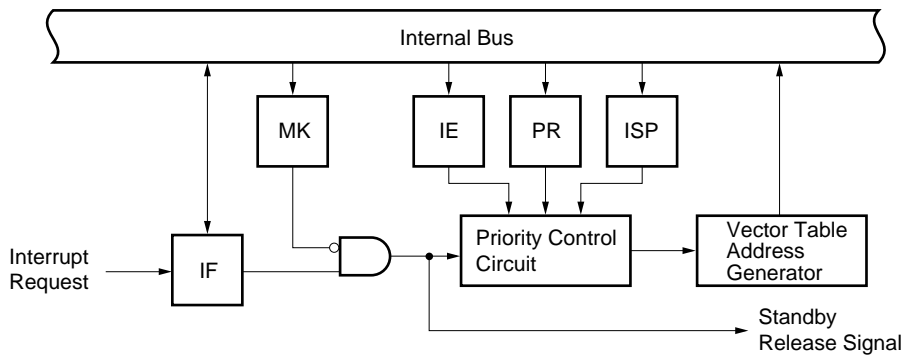 Internal Bus
MK
IE
PR
ISP
Interrupt
Request
IF
Priority Control
Circuit
Vector Table
Address
Generator
Standby
Release Signal